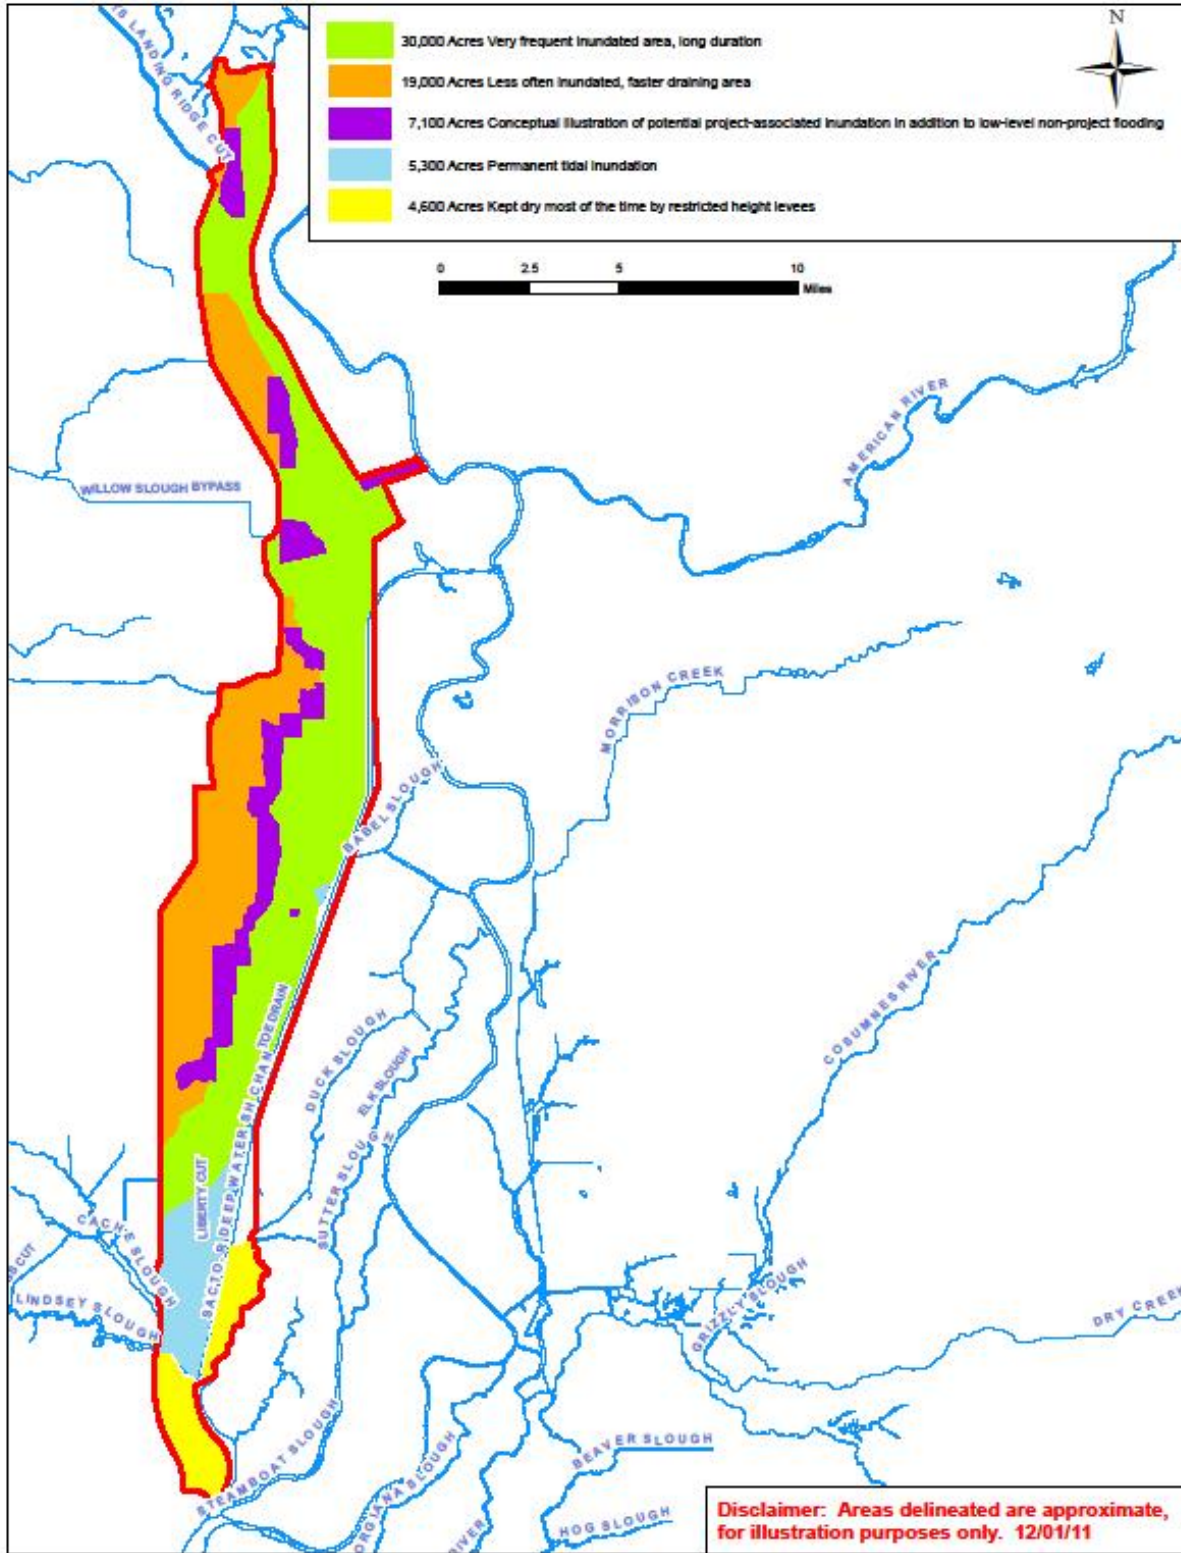 N
30,000 Acres Very frequent inundated area, long duration
19,000 Acres Less often inundated, faster draining area
7,100 Acres Conceptual illustration of potential project-associated inundation in addition to low-level non-project flooding
5,300 Acres Permanent tidal inundation
4,600 Acres Kept dry most of the time by restricted height levees
0 2.5 5 10
Miles
LANDING RIDGE CUT
AMERICAN RIVER
WILLOW SLOUGH BYPASS
MORRISON CREEK
BABEL SLOUGH
COSUMNES RIVER
TOE DRAIN
DUCK SLOUGH
ELK SLOUGH
SUTTER SLOUGH
SACTO R DEEP WATER SH CHAN
LIBERTY CUT
CACHE SLOUGH
LINDSEY SLOUGH
GRIZZLY SLOUGH
DRY CREEK
STEAMBOAT SLOUGH
ORGIANA SLOUGH
RIVER
BEAVER SLOUGH
HOG SLOUGH
Disclaimer: Areas delineated are approximate,
for illustration purposes only. 12/01/11